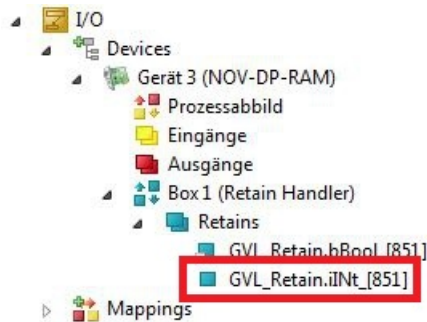 I/O
Devices
Gerät 3 (NOV-DP-RAM)
Prozessabbild
Eingänge
Ausgänge
Box 1 (Retain Handler)
Retains
GVL_Retain.bBool_[851]
GVL_Retain.iINt_[851]
Mappings